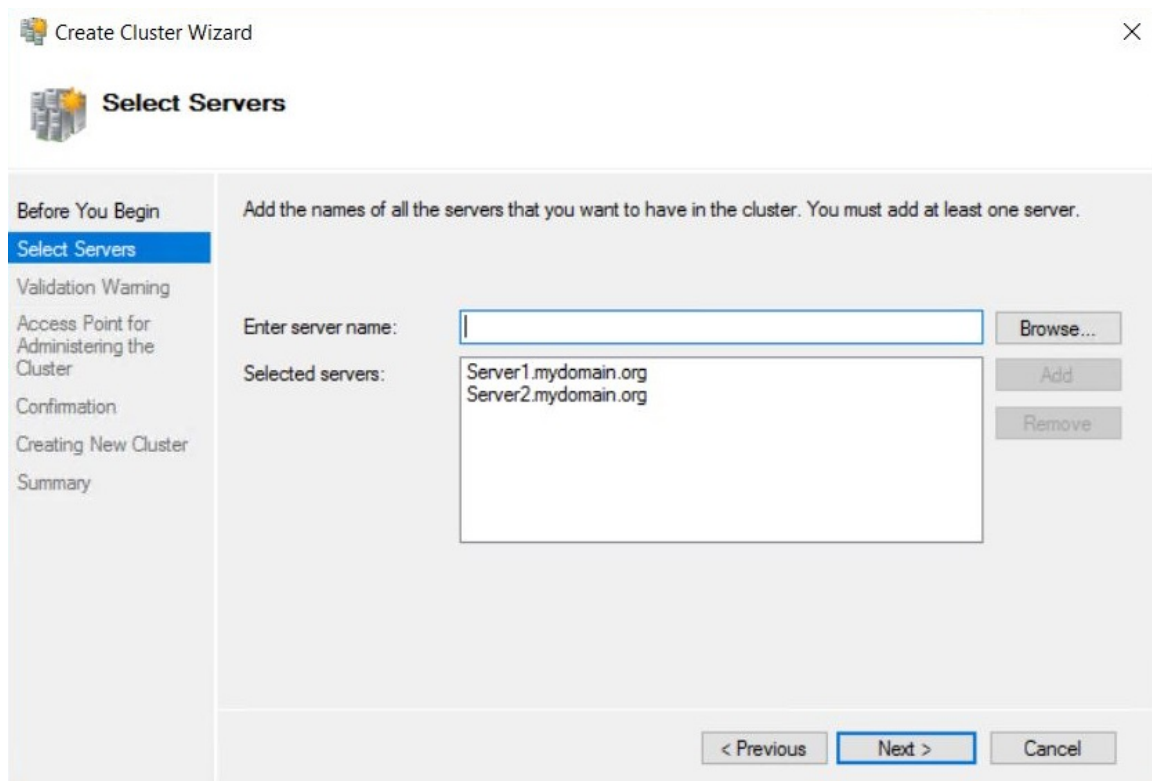 Create Cluster Wizard
Select Servers
Before You Begin
Select Servers
Validation Warning
Access Point for
Administering the
Cluster
Confirmation
Creating New Cluster
Summary
Add the names of all the servers that you want to have in the cluster. You must add at least one server.
Enter server name:
Browse...
Selected servers:
Server1.mydomain.org
Server2.mydomain.org
Add
Remove
< Previous
Next >
Cancel